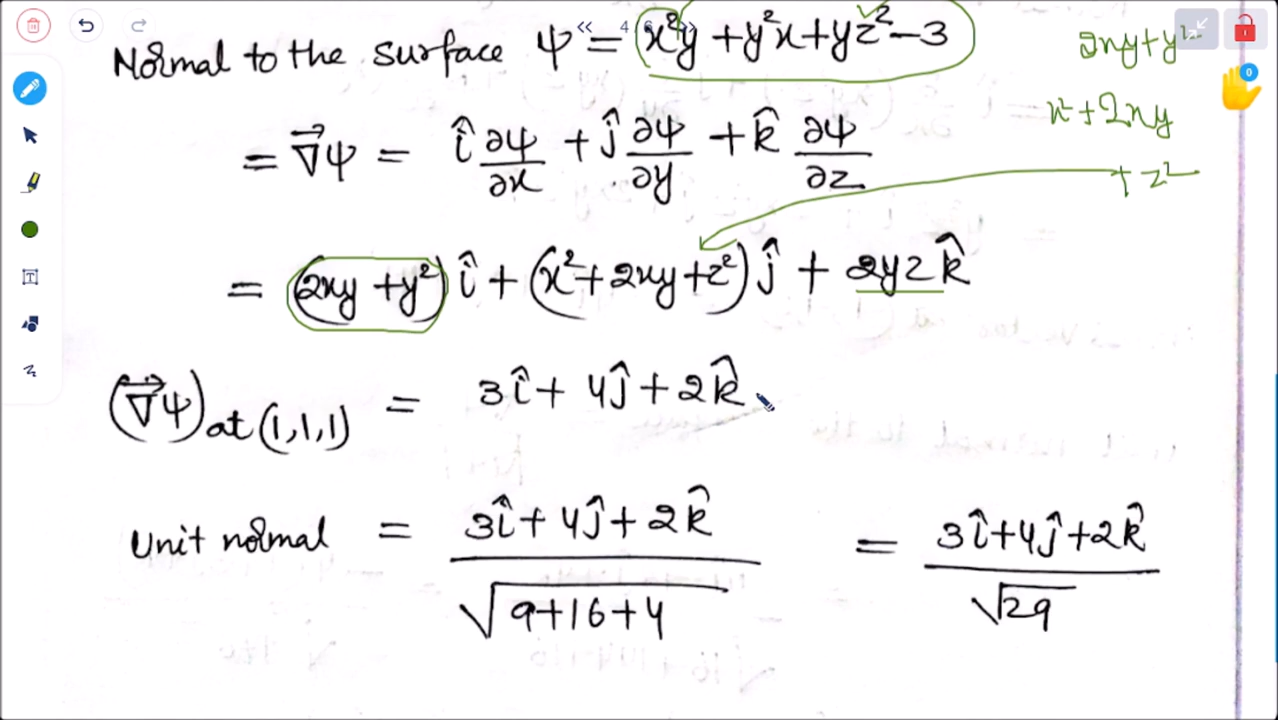 Normal to the surface ψ = x²y + y²x + yz² − 3
2xy + y²
x² + 2xy + z²
= ∇⃗ψ = î ∂ψ/∂x + ĵ ∂ψ/∂y + k̂ ∂ψ/∂z
= (2xy + y²) î + (x² + 2xy + z²) ĵ + 2yz k̂
(∇⃗ψ) at (1,1,1) = 3î + 4ĵ + 2k̂
Unit normal = 3î + 4ĵ + 2k̂ / √9+16+4 = 3î + 4ĵ + 2k̂ / √29